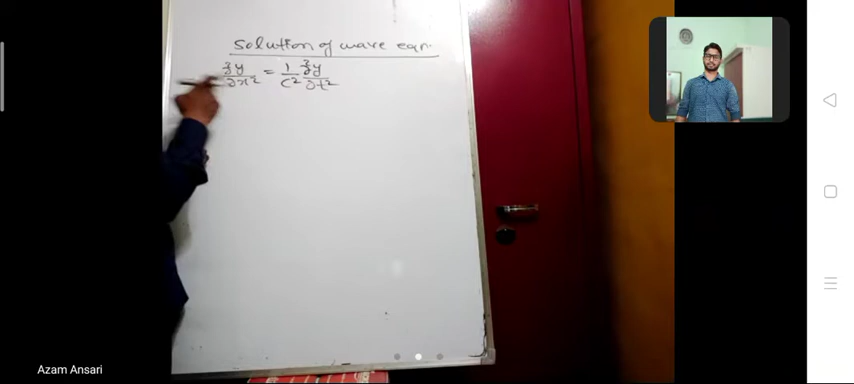 solution of wave eqn.
∂²y/∂x² = 1/c² ∂²y/∂t²
Azam Ansari